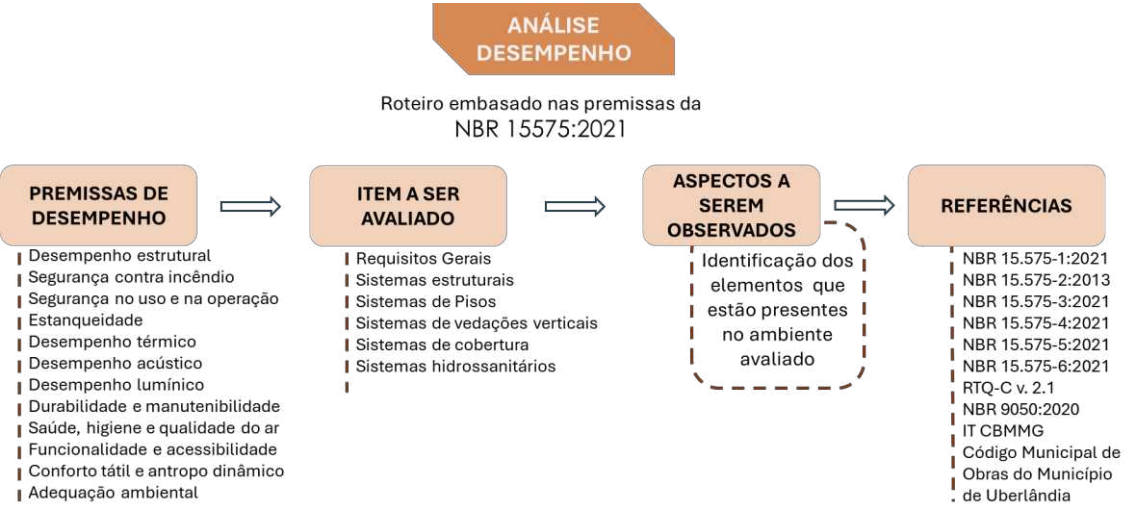 ANÁLISE
DESEMPENHO
Roteiro embasado nas premissas da
NBR 15575:2021
PREMISSAS DE
DESEMPENHO
Desempenho estrutural
Segurança contra incêndio
Segurança no uso e na operação
Estanqueidade
Desempenho térmico
Desempenho acústico
Desempenho lumínico
Durabilidade e manutenibilidade
Saúde, higiene e qualidade do ar
Funcionalidade e acessibilidade
Conforto tátil e antropo dinâmico
Adequação ambiental
ITEM A SER
AVALIADO
Requisitos Gerais
Sistemas estruturais
Sistemas de Pisos
Sistemas de vedações verticais
Sistemas de cobertura
Sistemas hidrossanitários
ASPECTOS A
SEREM
OBSERVADOS
Identificação dos
elementos que
estão presentes
no ambiente
avaliado
REFERÊNCIAS
NBR 15.575-1:2021
NBR 15.575-2:2013
NBR 15.575-3:2021
NBR 15.575-4:2021
NBR 15.575-5:2021
NBR 15.575-6:2021
RTQ-C v. 2.1
NBR 9050:2020
IT CBMMG
Código Municipal de
Obras do Município
de Uberlândia